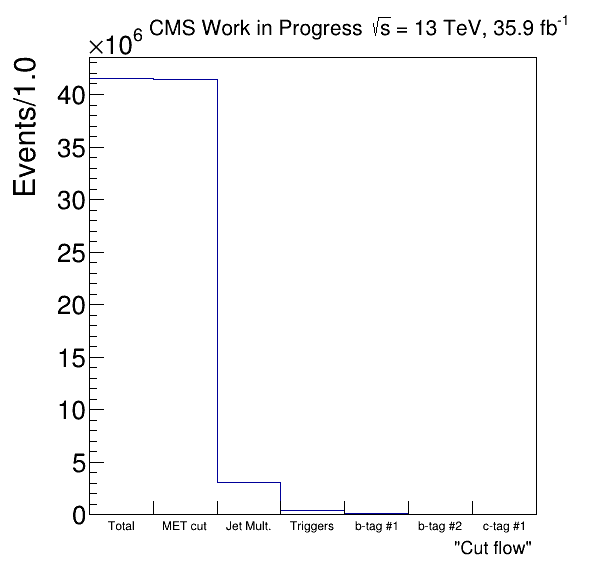 ×10⁶ CMS Work in Progress √s = 13 TeV, 35.9 fb⁻¹
Events/1.0
40
35
30
25
20
15
10
5
0
Total MET cut Jet Mult. Triggers b-tag #1 b-tag #2 c-tag #1
"Cut flow"